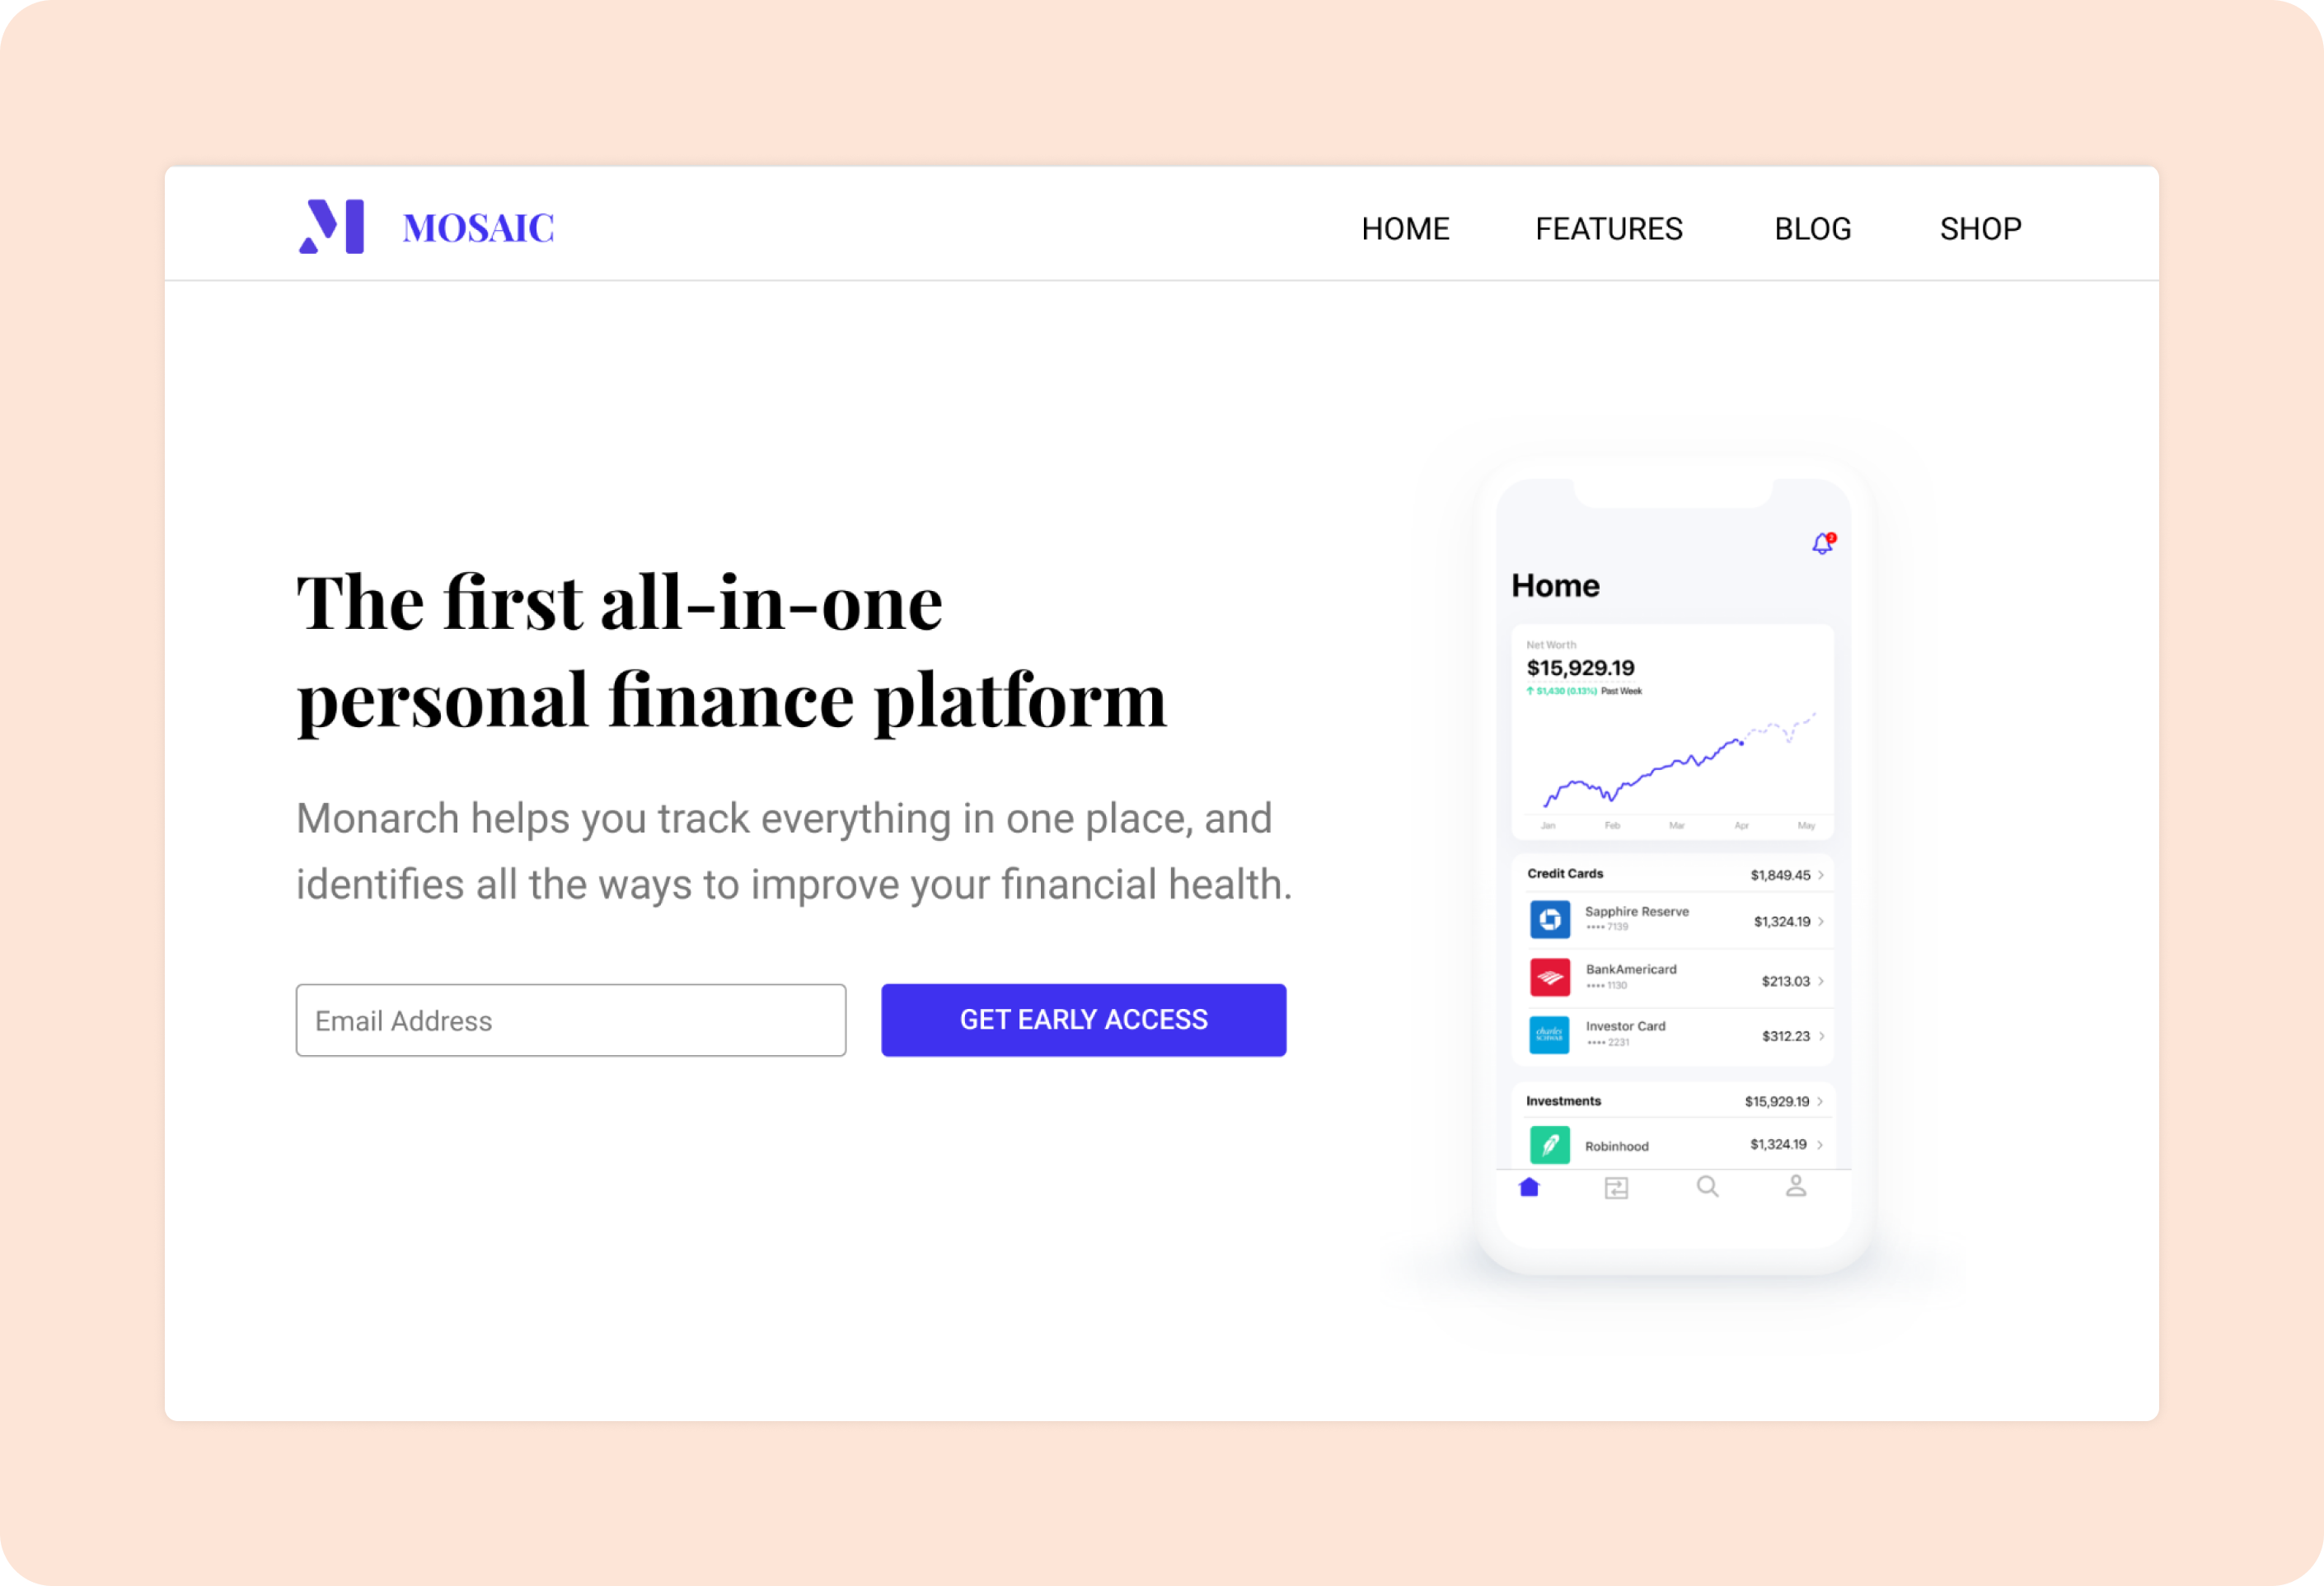 MOSAIC
HOME FEATURES BLOG SHOP
The first all-in-one
personal finance platform
Monarch helps you track everything in one place, and
identifies all the ways to improve your financial health.
Email Address
GET EARLY ACCESS
2
Home
Net Worth
$15,929.19
↑ $1,430 (0.13%) Past Week
Jan Feb Mar Apr May
Credit Cards $1,849.45 >
Sapphire Reserve
•••• 7139
$1,324.19 >
BankAmericard
•••• 1130
$213.03 >
charles
SCHWAB
Investor Card
•••• 2231
$312.23 >
Investments $15,929.19 >
Robinhood $1,324.19 >